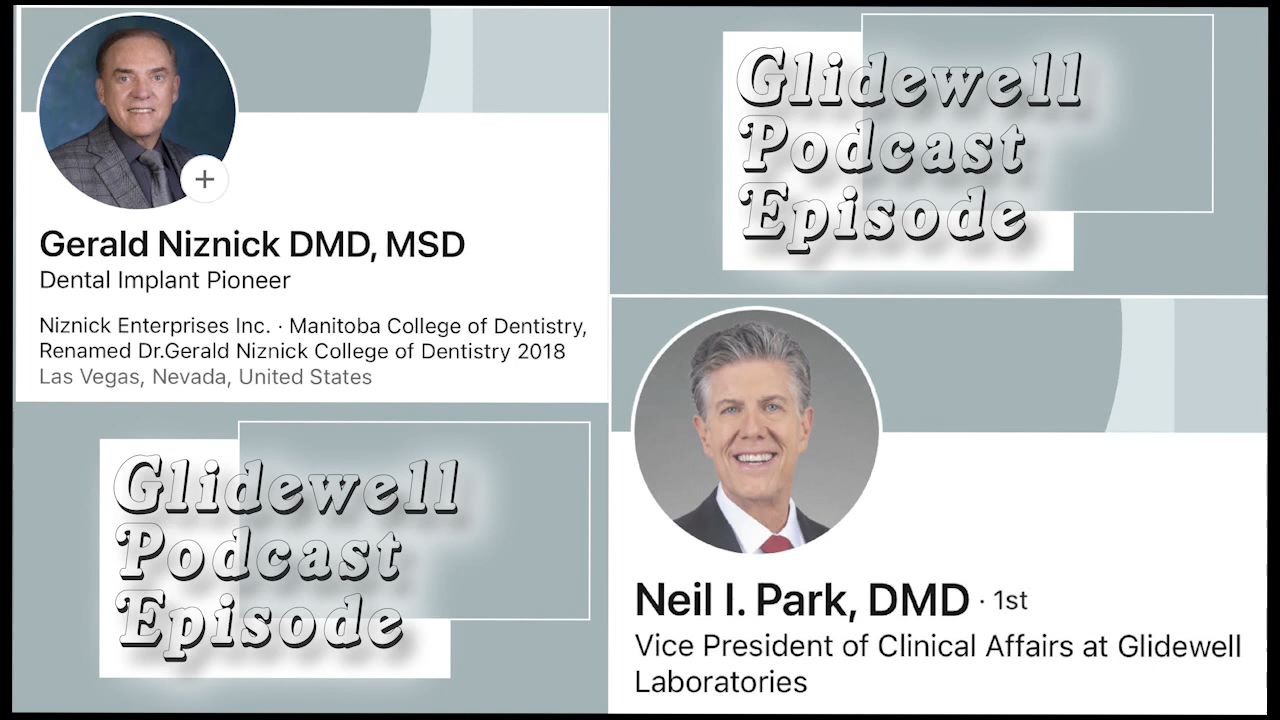 Gerald Niznick DMD, MSD
Dental Implant Pioneer
Niznick Enterprises Inc. · Manitoba College of Dentistry,
Renamed Dr.Gerald Niznick College of Dentistry 2018
Las Vegas, Nevada, United States
Glidewell
Podcast
Episode
Glidewell
Podcast
Episode
Neil I. Park, DMD · 1st
Vice President of Clinical Affairs at Glidewell
Laboratories